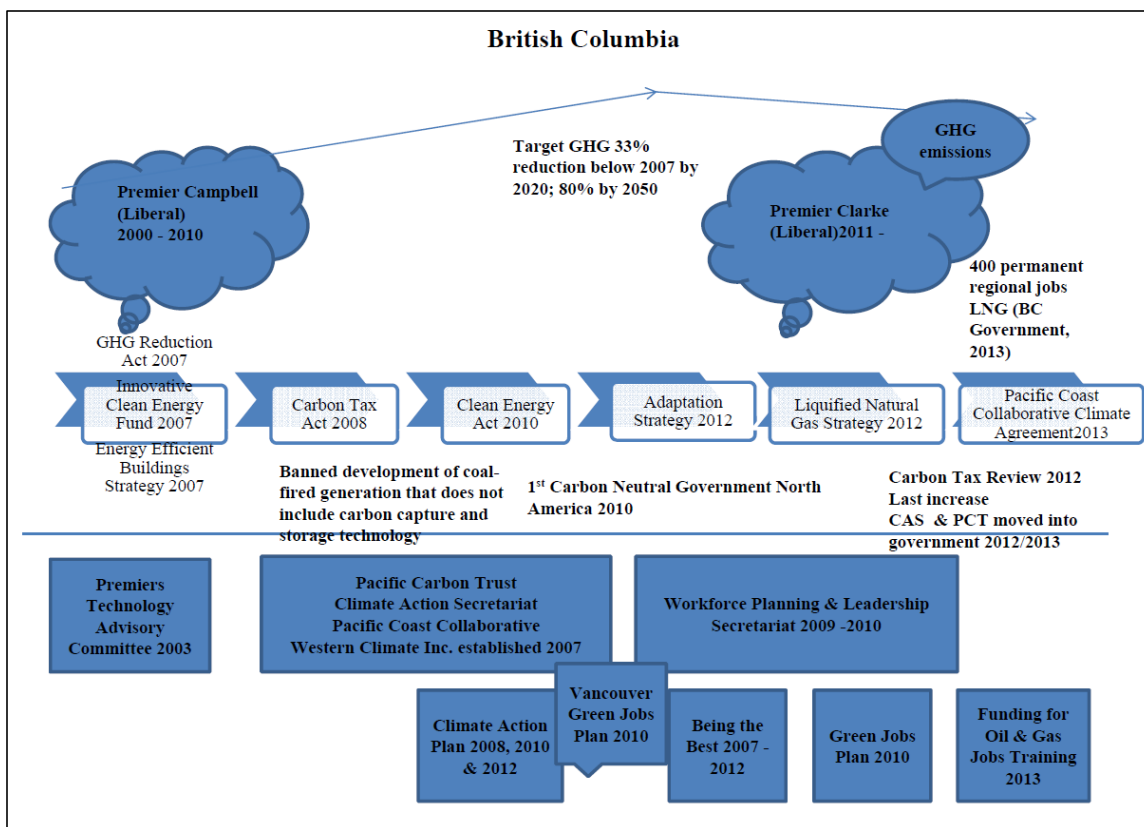 British Columbia
GHG
emissions
Target GHG 33%
reduction below 2007 by
2020; 80% by 2050
Premier Campbell
(Liberal)
2000 - 2010
Premier Clarke
(Liberal)2011 -
400 permanent
regional jobs
LNG (BC
Government,
2013)
GHG Reduction
Act 2007
Innovative
Clean Energy
Fund 2007
Energy Efficient
Buildings
Strategy 2007
Carbon Tax
Act 2008
Clean Energy
Act 2010
Adaptation
Strategy 2012
Liquified Natural
Gas Strategy 2012
Pacific Coast
Collaborative Climate
Agreement2013
Banned development of coal-
fired generation that does not
include carbon capture and
storage technology
1st Carbon Neutral Government North
America 2010
Carbon Tax Review 2012
Last increase
CAS & PCT moved into
government 2012/2013
Premiers
Technology
Advisory
Committee 2003
Pacific Carbon Trust
Climate Action Secretariat
Pacific Coast Collaborative
Western Climate Inc. established 2007
Workforce Planning & Leadership
Secretariat 2009 -2010
Climate Action
Plan 2008, 2010
& 2012
Vancouver
Green Jobs
Plan 2010
Being the
Best 2007 -
2012
Green Jobs
Plan 2010
Funding for
Oil & Gas
Jobs Training
2013